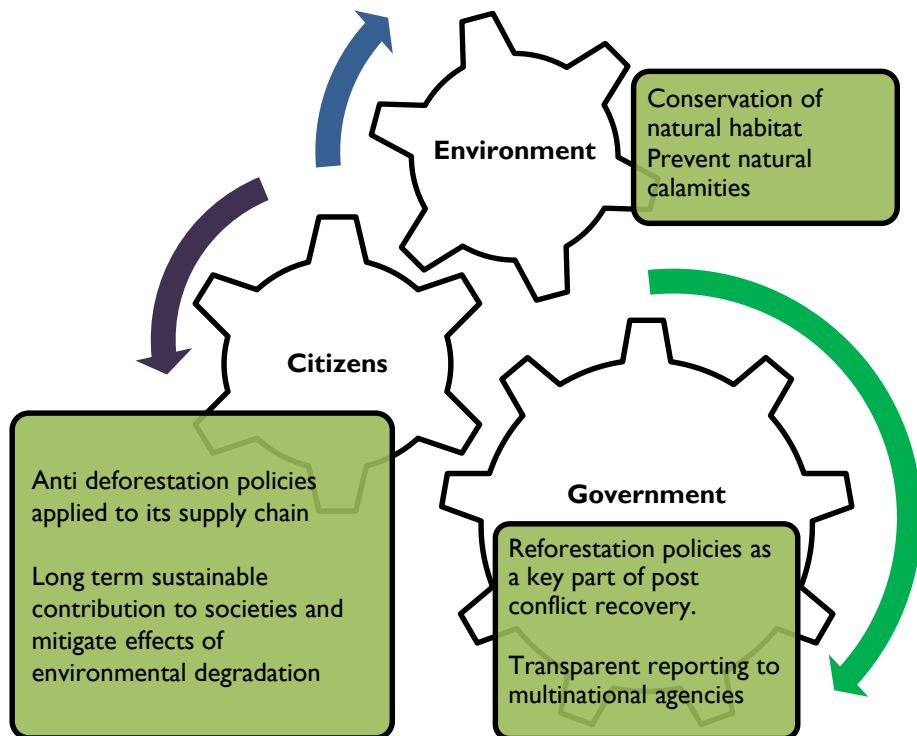 Environment
Conservation of
natural habitat
Prevent natural
calamities
Citizens
Anti deforestation policies
applied to its supply chain
Long term sustainable
contribution to societies and
mitigate effects of
environmental degradation
Government
Reforestation policies as
a key part of post
conflict recovery.
Transparent reporting to
multinational agencies